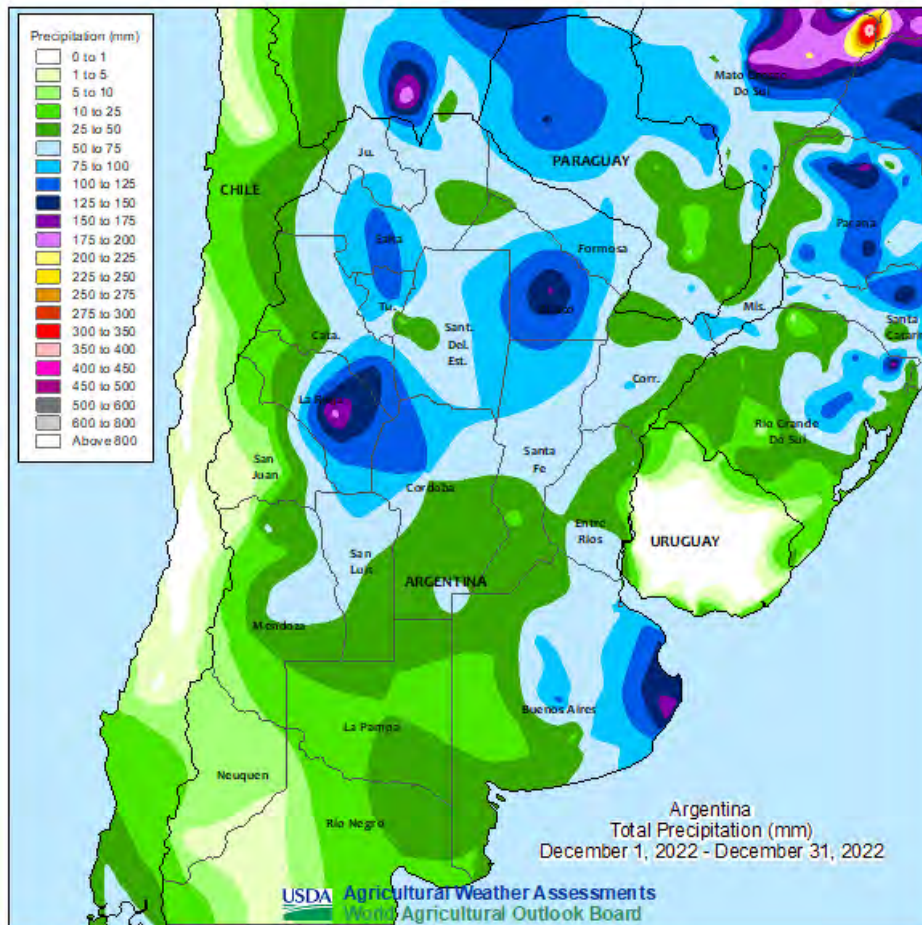 Precipitation (mm)
0 to 1
1 to 5
5 to 10
10 to 25
25 to 50
50 to 75
75 to 100
100 to 125
125 to 150
150 to 175
175 to 200
200 to 225
225 to 250
250 to 275
275 to 300
300 to 350
350 to 400
400 to 450
450 to 500
500 to 600
600 to 800
Above 800
Mato Grosso
Do Sul
Ju.
PARAGUAY
CHILE
Parana
Salta
Formosa
Chaco
Tu.
Mis.
Santa
Catari
Cata.
Sant.
Del.
Est.
Corr.
La Rioja
Rio Grande
Do Sul
San
Juan
Santa
Fe
Cordoba
Entre
Rios
URUGUAY
San
Luis
ARGENTINA
Mendoza
Buenos Aires
La Pampa
Neuquen
Rio Negro
Argentina
Total Precipitation (mm)
December 1, 2022 - December 31, 2022
USDA Agricultural Weather Assessments
World Agricultural Outlook Board